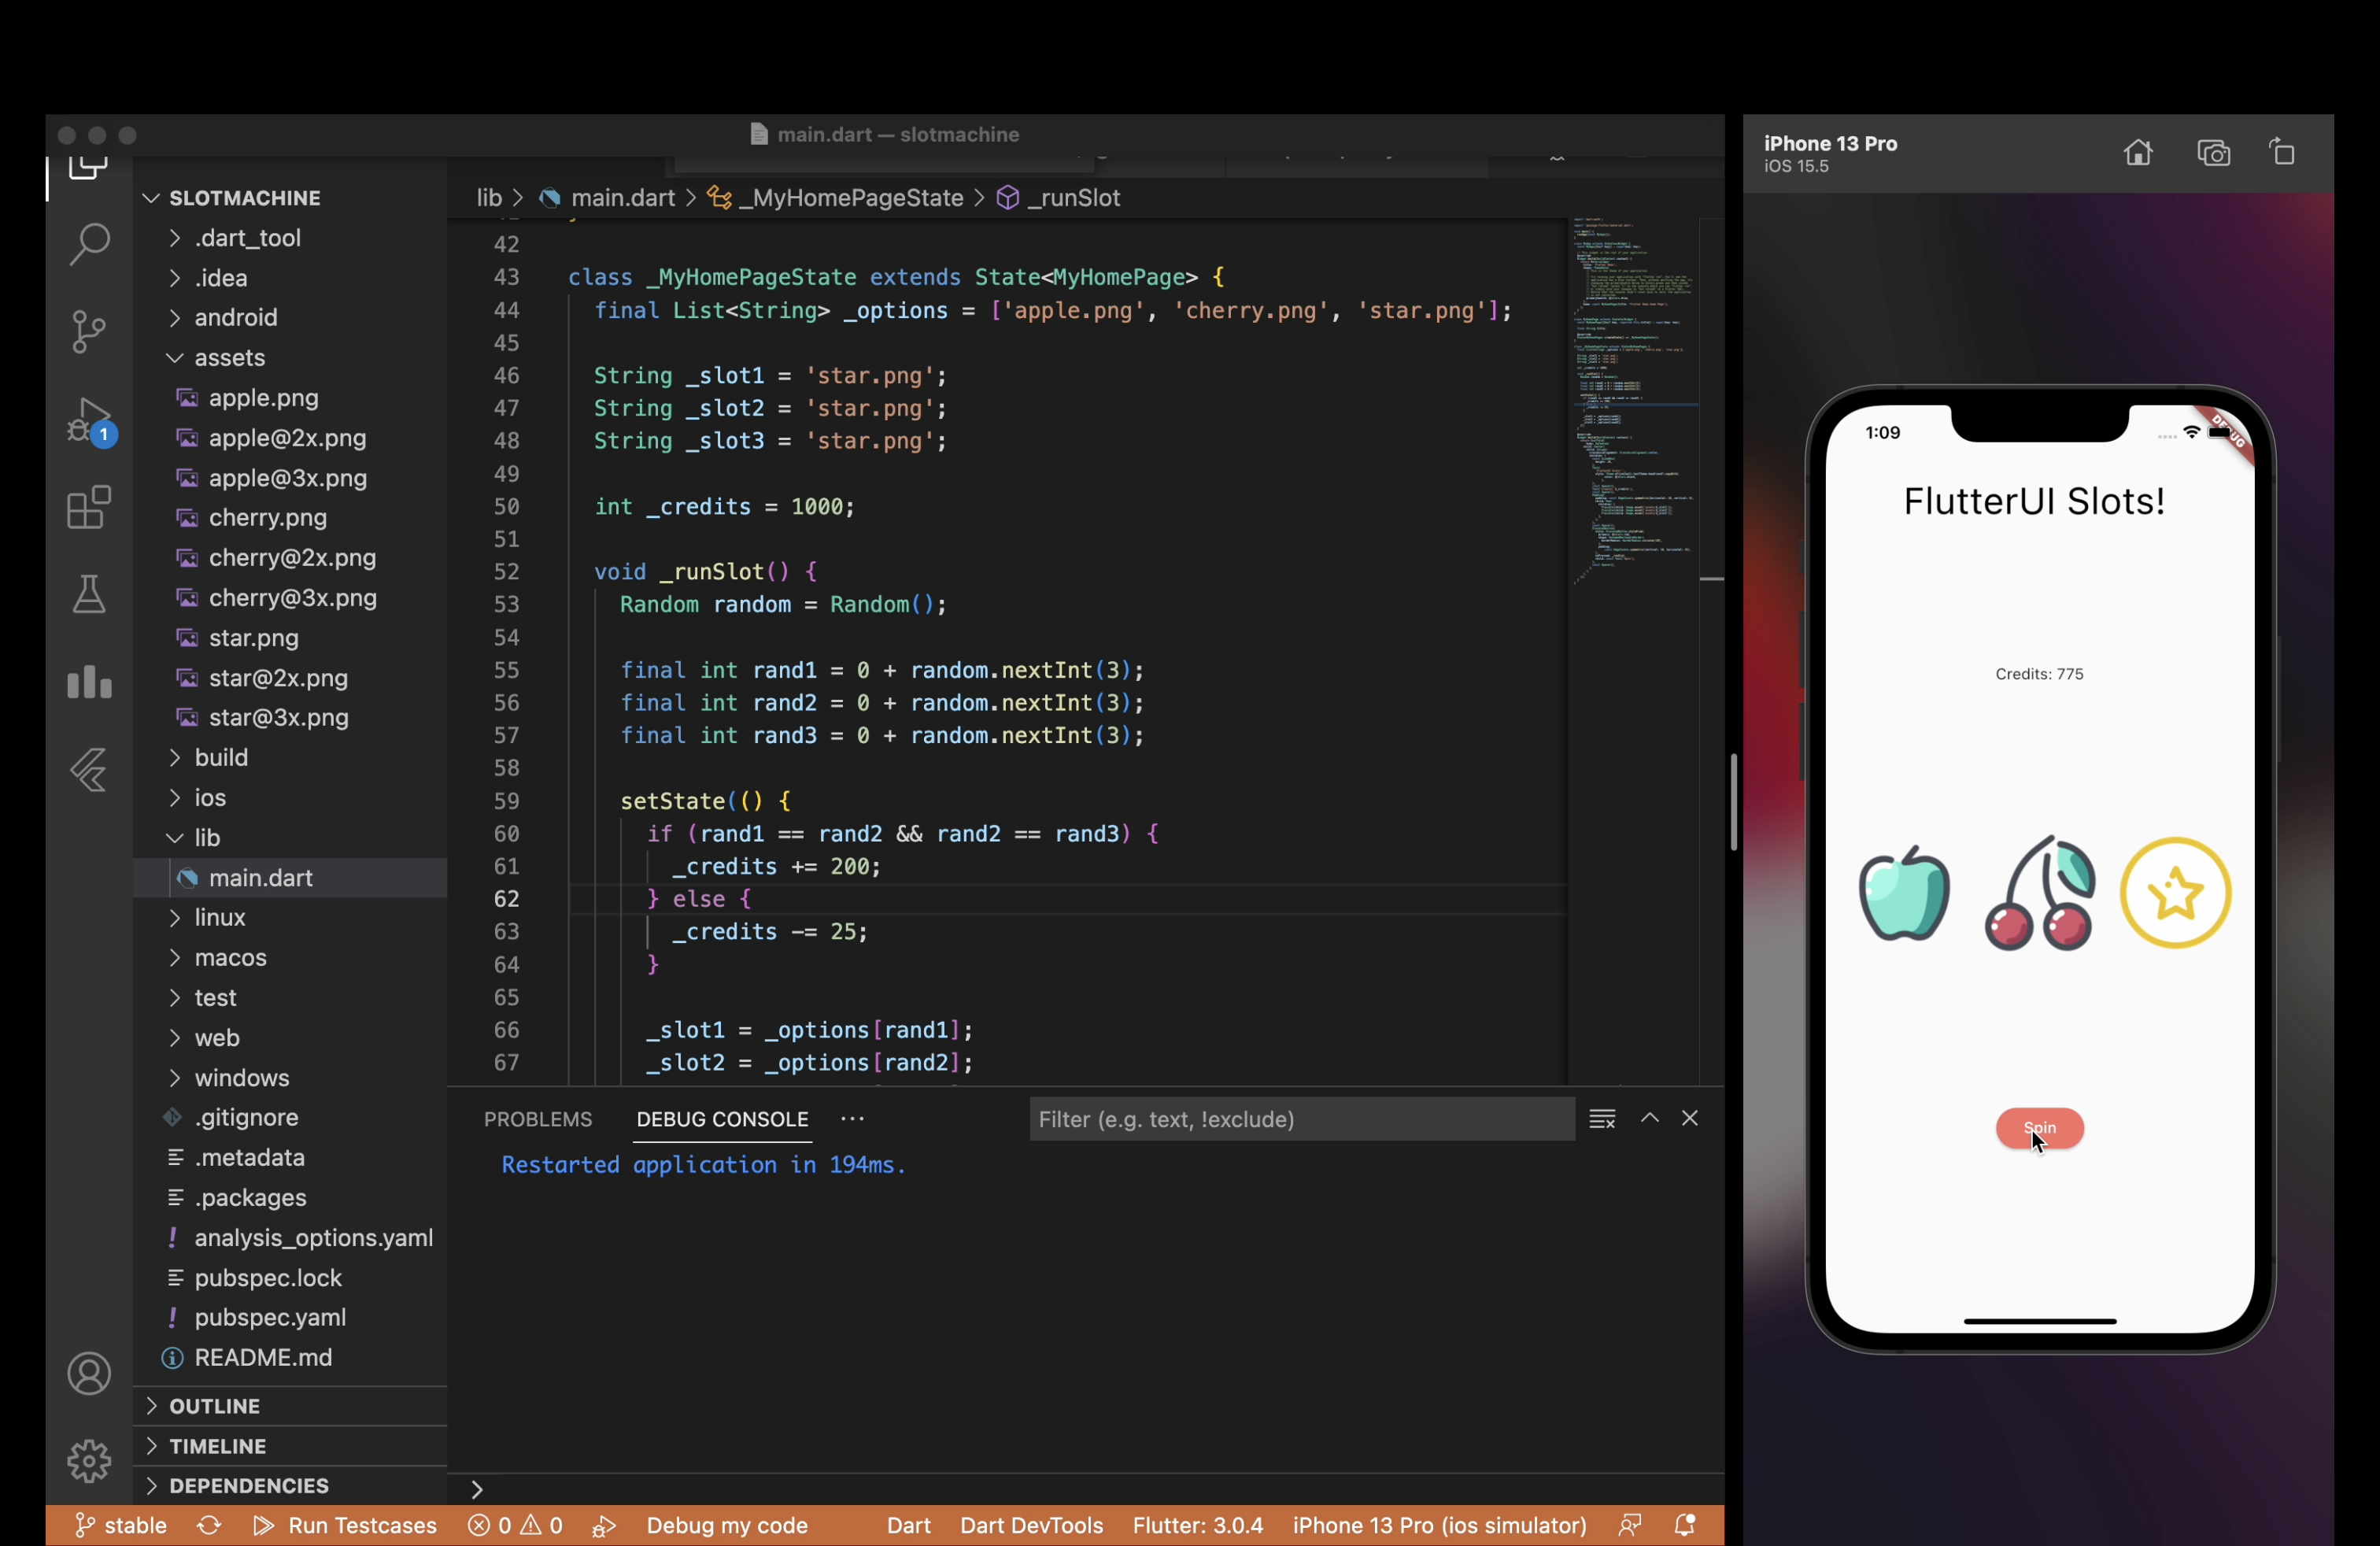 main.dart — slotmachine
SLOTMACHINE
.dart_tool
.idea
android
assets
apple.png
apple@2x.png
apple@3x.png
cherry.png
cherry@2x.png
cherry@3x.png
star.png
star@2x.png
star@3x.png
build
ios
lib
main.dart
linux
macos
test
web
windows
.gitignore
.metadata
.packages
analysis_options.yaml
pubspec.lock
pubspec.yaml
README.md
OUTLINE
TIMELINE
DEPENDENCIES
1
lib > main.dart > _MyHomePageState > _runSlot
42
43 class _MyHomePageState extends State<MyHomePage> {
44 final List<String> _options = ['apple.png', 'cherry.png', 'star.png'];
45
46 String _slot1 = 'star.png';
47 String _slot2 = 'star.png';
48 String _slot3 = 'star.png';
49
50 int _credits = 1000;
51
52 void _runSlot() {
53 Random random = Random();
54
55 final int rand1 = 0 + random.nextInt(3);
56 final int rand2 = 0 + random.nextInt(3);
57 final int rand3 = 0 + random.nextInt(3);
58
59 setState(() {
60 if (rand1 == rand2 && rand2 == rand3) {
61 _credits += 200;
62 } else {
63 _credits -= 25;
64 }
65
66 _slot1 = _options[rand1];
67 _slot2 = _options[rand2];
PROBLEMS DEBUG CONSOLE ··· Filter (e.g. text, !exclude)
Restarted application in 194ms.
>
stable Run Testcases 0 0 Debug my code Dart Dart DevTools Flutter: 3.0.4 iPhone 13 Pro (ios simulator)
iPhone 13 Pro
iOS 15.5
1:09
DEBUG
FlutterUI Slots!
Credits: 775
Spin